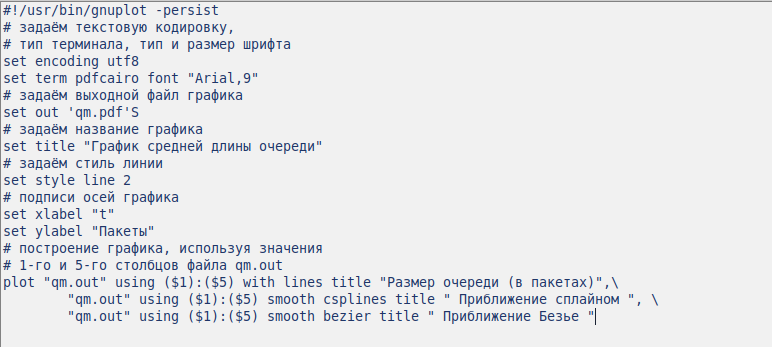 #!/usr/bin/gnuplot -persist
# задаём текстовую кодировку,
# тип терминала, тип и размер шрифта
set encoding utf8
set term pdfcairo font "Arial,9"
# задаём выходной файл графика
set out 'qm.pdf'S
# задаём название графика
set title "График средней длины очереди"
# задаём стиль линии
set style line 2
# подписи осей графика
set xlabel "t"
set ylabel "Пакеты"
# построение графика, используя значения
# 1-го и 5-го столбцов файла qm.out
plot "qm.out" using ($1):($5) with lines title "Размер очереди (в пакетах)",\
"qm.out" using ($1):($5) smooth csplines title " Приближение сплайном ", \
"qm.out" using ($1):($5) smooth bezier title " Приближение Безье "